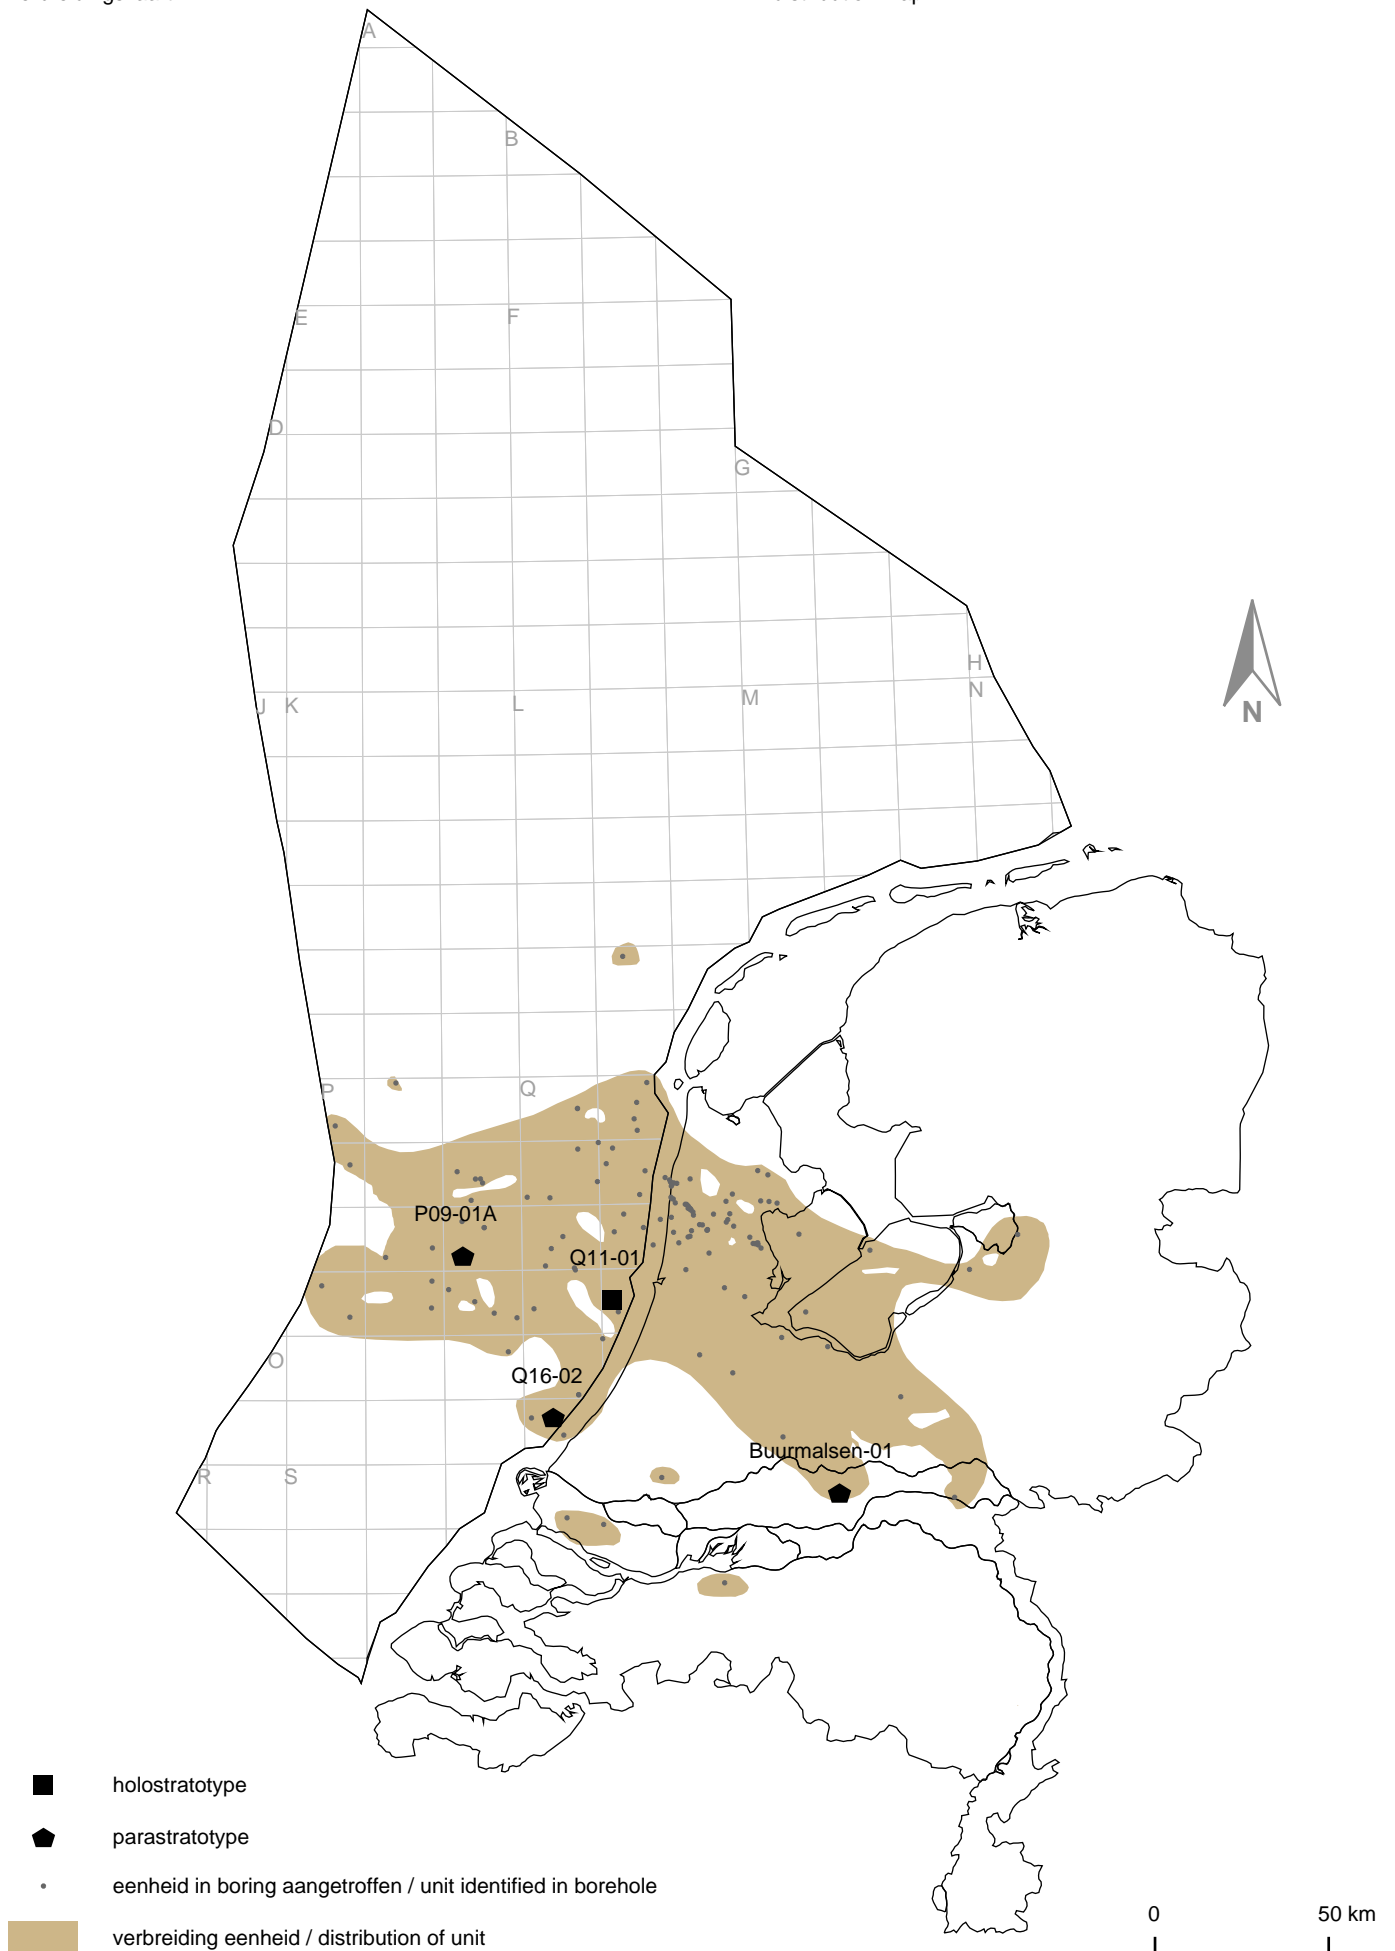 A
B
E
F
D
G
H
N
J K
L
M
N
P
Q
P09-01A
Q11-01
O
Q16-02
Buurmalsen-01
R
S
holostratotype
parastratotype
eenheid in boring aangetroffen / unit identified in borehole
0 50 km
verbreiding eenheid / distribution of unit